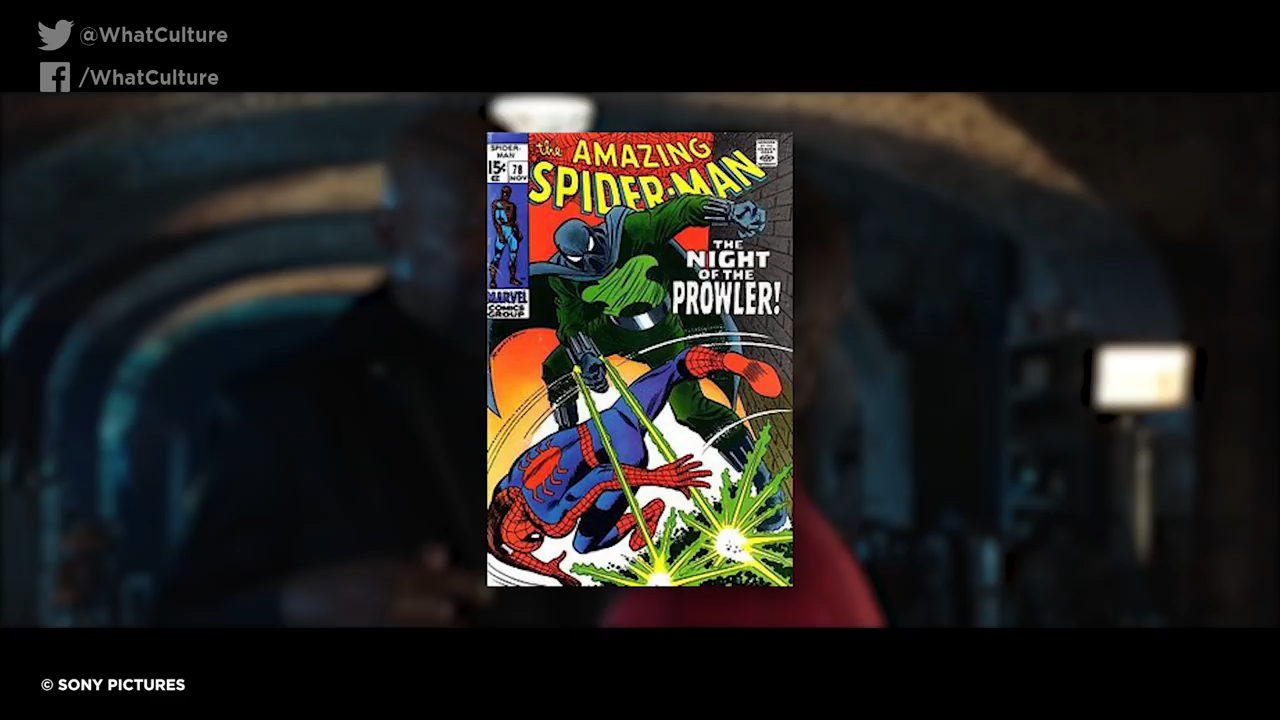 @WhatCulture
/WhatCulture
SPIDER-
MAN
15¢
78
NOV
the AMAZING
SPIDER-MAN
THE
NIGHT
OF THE
PROWLER!
MARVEL
COMICS
GROUP
© SONY PICTURES